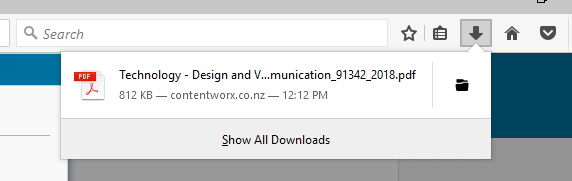 Search
PDF
Technology - Design and V...munication_91342_2018.pdf
812 KB — contentworx.co.nz — 12:12 PM
Show All Downloads